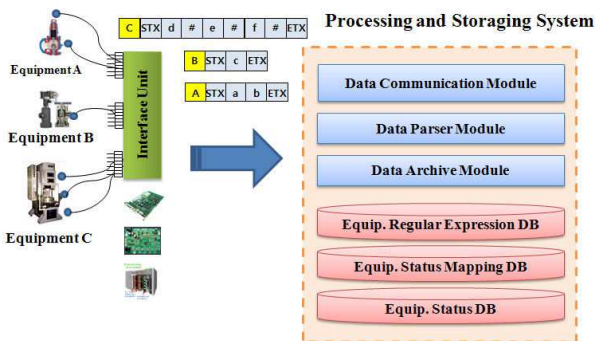 C STX d # e # f # ETX
Processing and Storaging System
Equipment A
B STX c ETX
A STX a b ETX
Interface Unit
Equipment B
Equipment C
Data Communication Module
Data Parser Module
Data Archive Module
Equip. Regular Expression DB
Equip. Status Mapping DB
Equip. Status DB